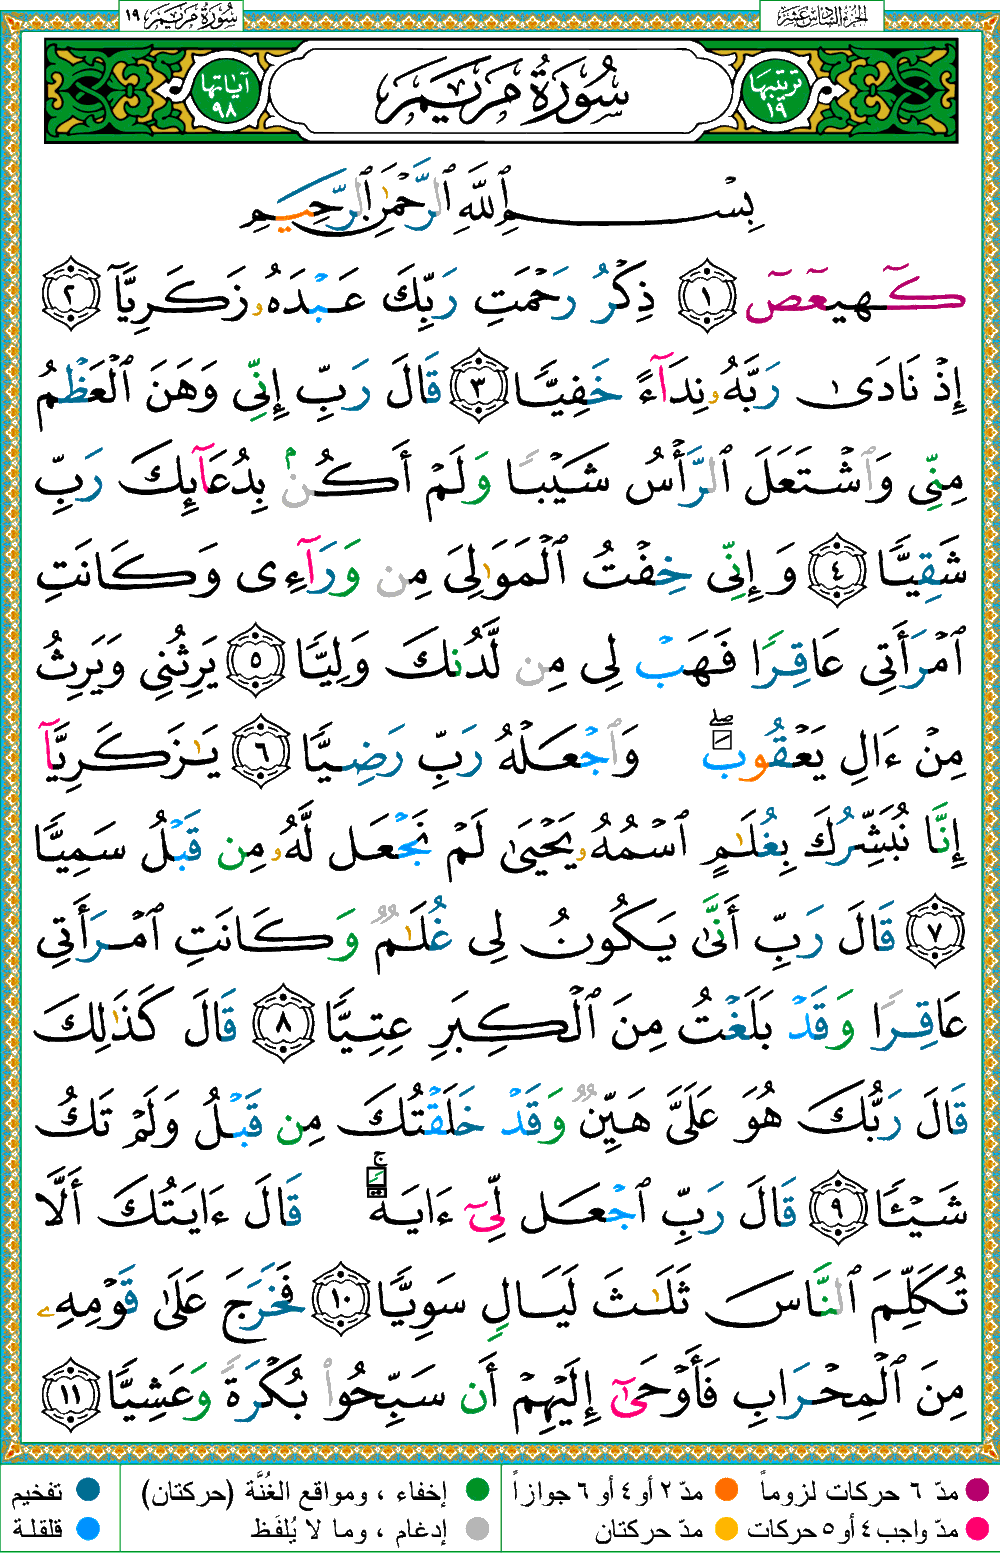 الجزء السادس عشر
سُورَةُ مَرۡيَمَ ١٩
ترتيبها ١٩
سُورَةُ مَرۡيَمَ
آياتها ٩٨
بِسۡمِ ٱللَّهِ ٱلرَّحۡمَٰنِ ٱلرَّحِيمِ
كٓهيعٓصٓ ١ ذِكۡرُ رَحۡمَتِ رَبِّكَ عَبۡدَهُۥ زَكَرِيَّآ ٢
إِذۡ نَادَىٰ رَبَّهُۥ نِدَآءً خَفِيّٗا ٣ قَالَ رَبِّ إِنِّي وَهَنَ ٱلۡعَظۡمُ
مِنِّي وَٱشۡتَعَلَ ٱلرَّأۡسُ شَيۡبٗا وَلَمۡ أَكُنۢ بِدُعَآئِكَ رَبِّ
شَقِيّٗا ٤ وَإِنِّي خِفۡتُ ٱلۡمَوَٰلِيَ مِن وَرَآءِي وَكَانَتِ
ٱمۡرَأَتِي عَاقِرٗا فَهَبۡ لِي مِن لَّدُنكَ وَلِيّٗا ٥ يَرِثُنِي وَيَرِثُ
مِنۡ ءَالِ يَعۡقُوبَۖ وَٱجۡعَلۡهُ رَبِّ رَضِيّٗا ٦ يَٰزَكَرِيَّآ
إِنَّا نُبَشِّرُكَ بِغُلَٰمٍ ٱسۡمُهُۥ يَحۡيَىٰ لَمۡ نَجۡعَل لَّهُۥ مِن قَبۡلُ سَمِيّٗا
٧ قَالَ رَبِّ أَنَّىٰ يَكُونُ لِي غُلَٰمٞ وَكَانَتِ ٱمۡرَأَتِي
عَاقِرٗا وَقَدۡ بَلَغۡتُ مِنَ ٱلۡكِبَرِ عِتِيّٗا ٨ قَالَ كَذَٰلِكَ
قَالَ رَبُّكَ هُوَ عَلَيَّ هَيِّنٞ وَقَدۡ خَلَقۡتُكَ مِن قَبۡلُ وَلَمۡ تَكُ
شَيۡـٔٗا ٩ قَالَ رَبِّ ٱجۡعَل لِّيٓ ءَايَةٗۚ قَالَ ءَايَتُكَ أَلَّا
تُكَلِّمَ ٱلنَّاسَ ثَلَٰثَ لَيَالٖ سَوِيّٗا ١٠ فَخَرَجَ عَلَىٰ قَوۡمِهِۦ
مِنَ ٱلۡمِحۡرَابِ فَأَوۡحَىٰٓ إِلَيۡهِمۡ أَن سَبِّحُواْ بُكۡرَةٗ وَعَشِيّٗا ١١
مدّ ٦ حركات لزوماً مدّ ٢ أو ٤ أو ٦ جوازاً إخفاء ، ومواقع الغُنَّة (حركتان) تفخيم
مدّ واجب ٤ أو ٥ حركات مدّ حركتان إدغام ، وما لا يُلفَظ قلقلة